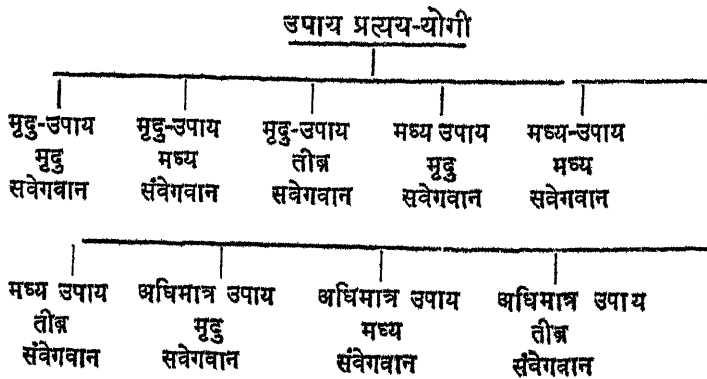 उपाय प्रत्यय-योगी
मृदु-उपाय मृदु-उपाय मृदु-उपाय मध्य उपाय मध्य-उपाय
मृदु मध्य तीब्र मृदु मध्य
सवेगवान संवेगवान सवेगवान सवेगवान सवेगवान
मध्य उपाय अधिमात्र उपाय अधिमात्र उपाय अधिमात्र उपाय
तीब्र मृदु मध्य तीब्र
संवेगवान सवेगवान संवेगवान संवेगवान